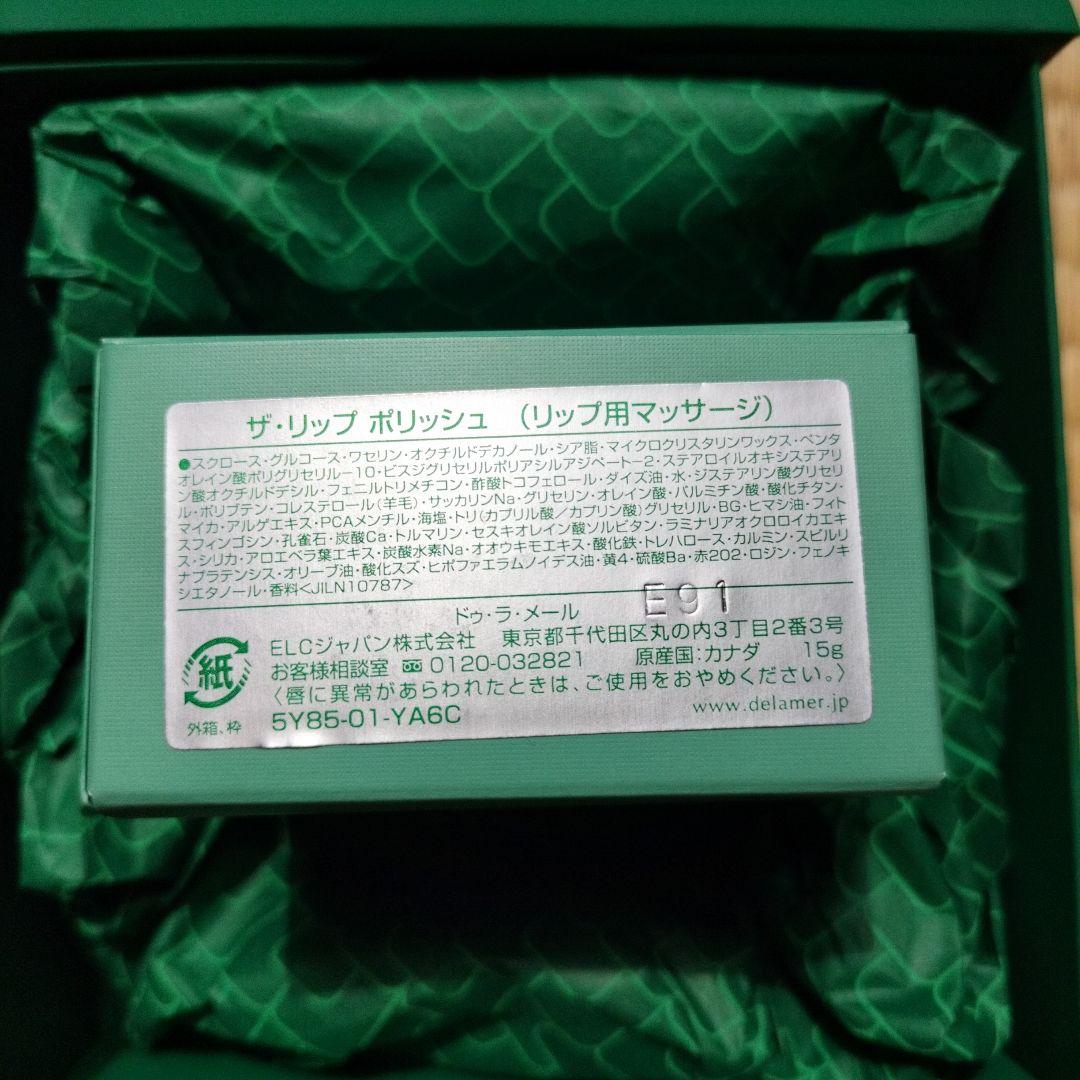 ザ・リップ ポリッシュ （リップ用マッサージ）
●スクロース・グルコース・ワセリン・オクチルドデカノール・シア脂・マイクロクリスタリンワックス・ペンタ
オレイン酸ポリグリセリル-10・ビスジグリセリルポリアシルアジペート-2・ステアロイルオキシステアリ
ン酸オクチルドデシル・フェニルトリメチコン・酢酸トコフェロール・ダイズ油・水・ジステアリン酸グリセリ
ル・ポリブテン・コレステロール(羊毛)・サッカリンNa・グリセリン・オレイン酸・パルミチン酸・酸化チタン・
マイカ・アルゲエキス・PCAメンチル・海塩・トリ(カプリル酸／カプリン酸)グリセリル・BG・ヒマシ油・フィト
スフィンゴシン・孔雀石・炭酸Ca・トルマリン・セスキオレイン酸ソルビタン・ラミナリアオクロロイカエキ
ス・シリカ・アロエベラ葉エキス・炭酸水素Na・オオウキモエキス・酸化鉄・トレハロース・カルミン・スピルリ
ナプラテンシス・オリーブ油・酸化スズ・ヒポファエラムノイデス油・黄4・硫酸Ba・赤202・ロジン・フェノキ
シエタノール・香料<JILN10787>
E91
ドゥ・ラ・メール
ELCジャパン株式会社 東京都千代田区丸の内3丁目2番3号
お客様相談室 0120-032821 原産国:カナダ 15g
〈唇に異常があらわれたときは、ご使用をおやめください。〉
5Y85-01-YA6C www.delamer.jp
紙
外箱、枠